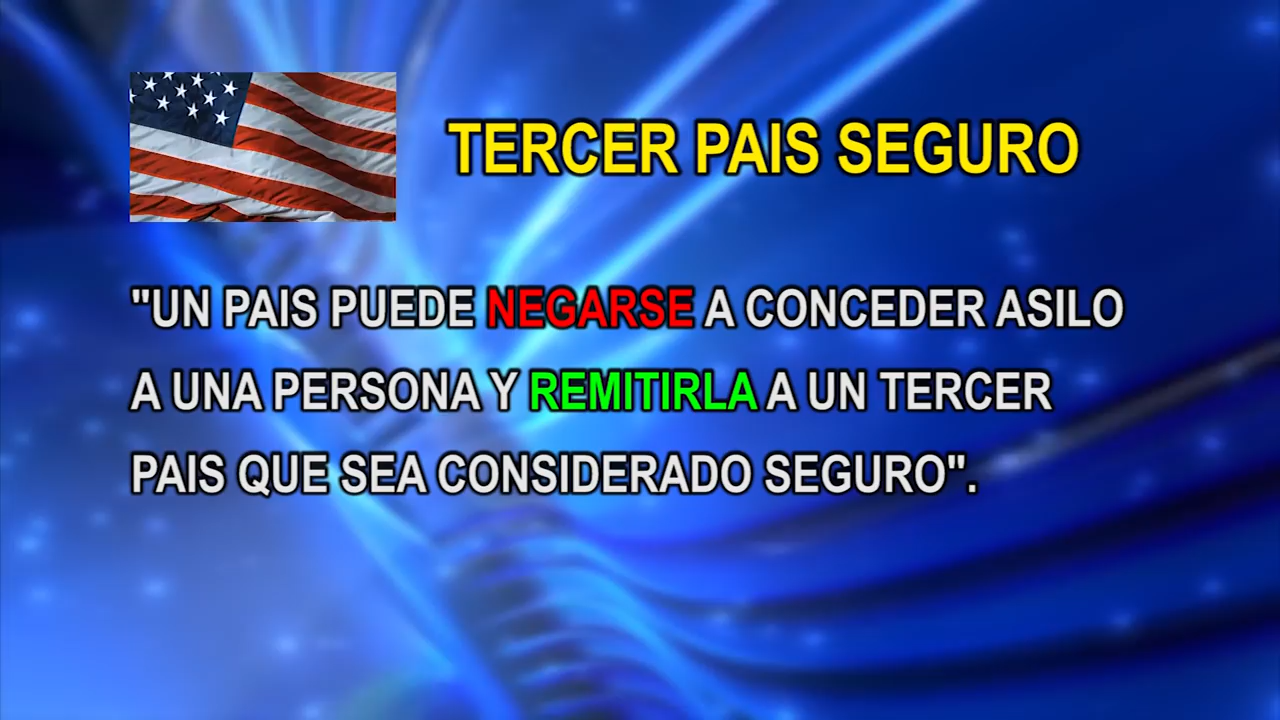 TERCER PAIS SEGURO
"UN PAIS PUEDE NEGARSE A CONCEDER ASILO
A UNA PERSONA Y REMITIRLA A UN TERCER
PAIS QUE SEA CONSIDERADO SEGURO".